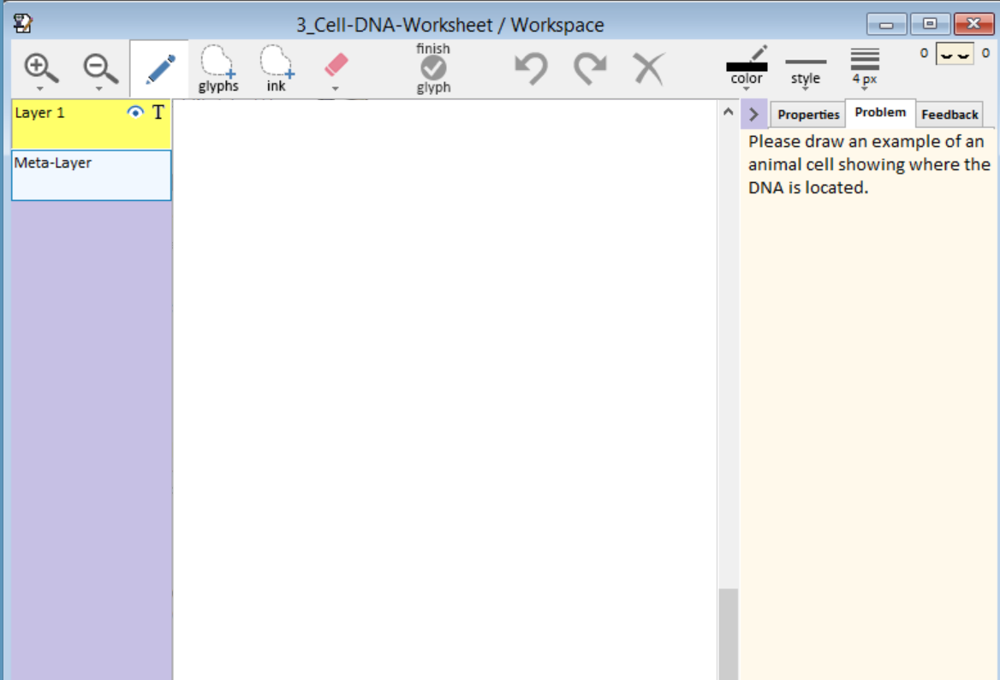 3_Cell-DNA-Worksheet / Workspace
glyphs
ink
finish
glyph
color
style
4 px
0
0
Layer 1
T
Meta-Layer
Properties
Problem
Feedback
Please draw an example of an
animal cell showing where the
DNA is located.